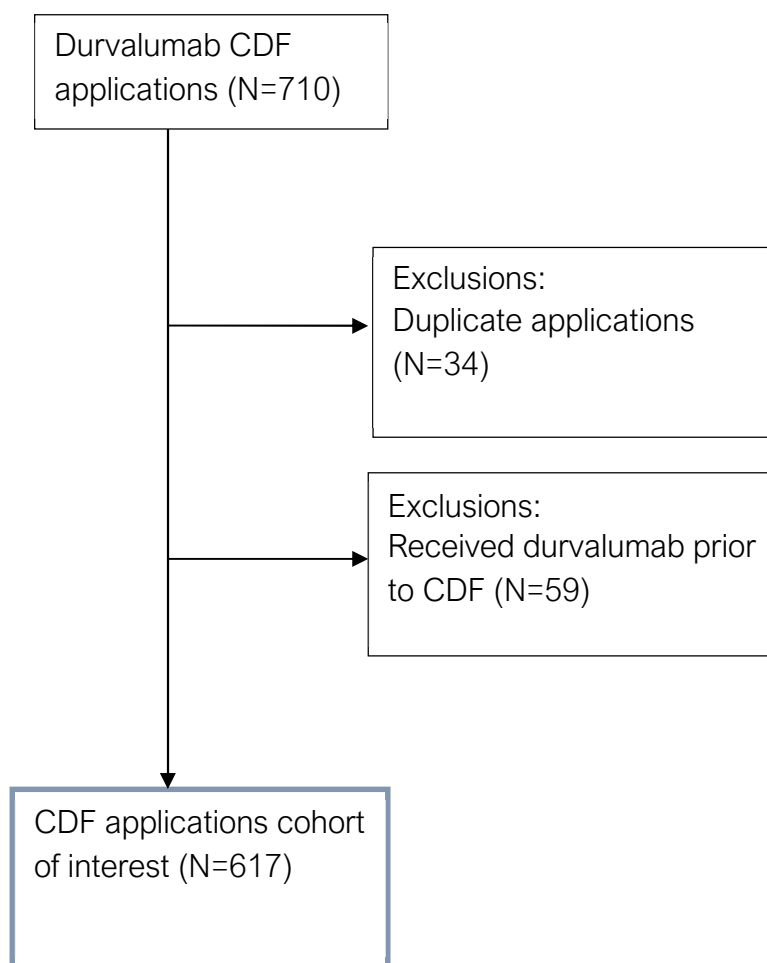 Durvalumab CDF
applications (N=710)
Exclusions:
Duplicate applications
(N=34)
Exclusions:
Received durvalumab prior
to CDF (N=59)
CDF applications cohort
of interest (N=617)